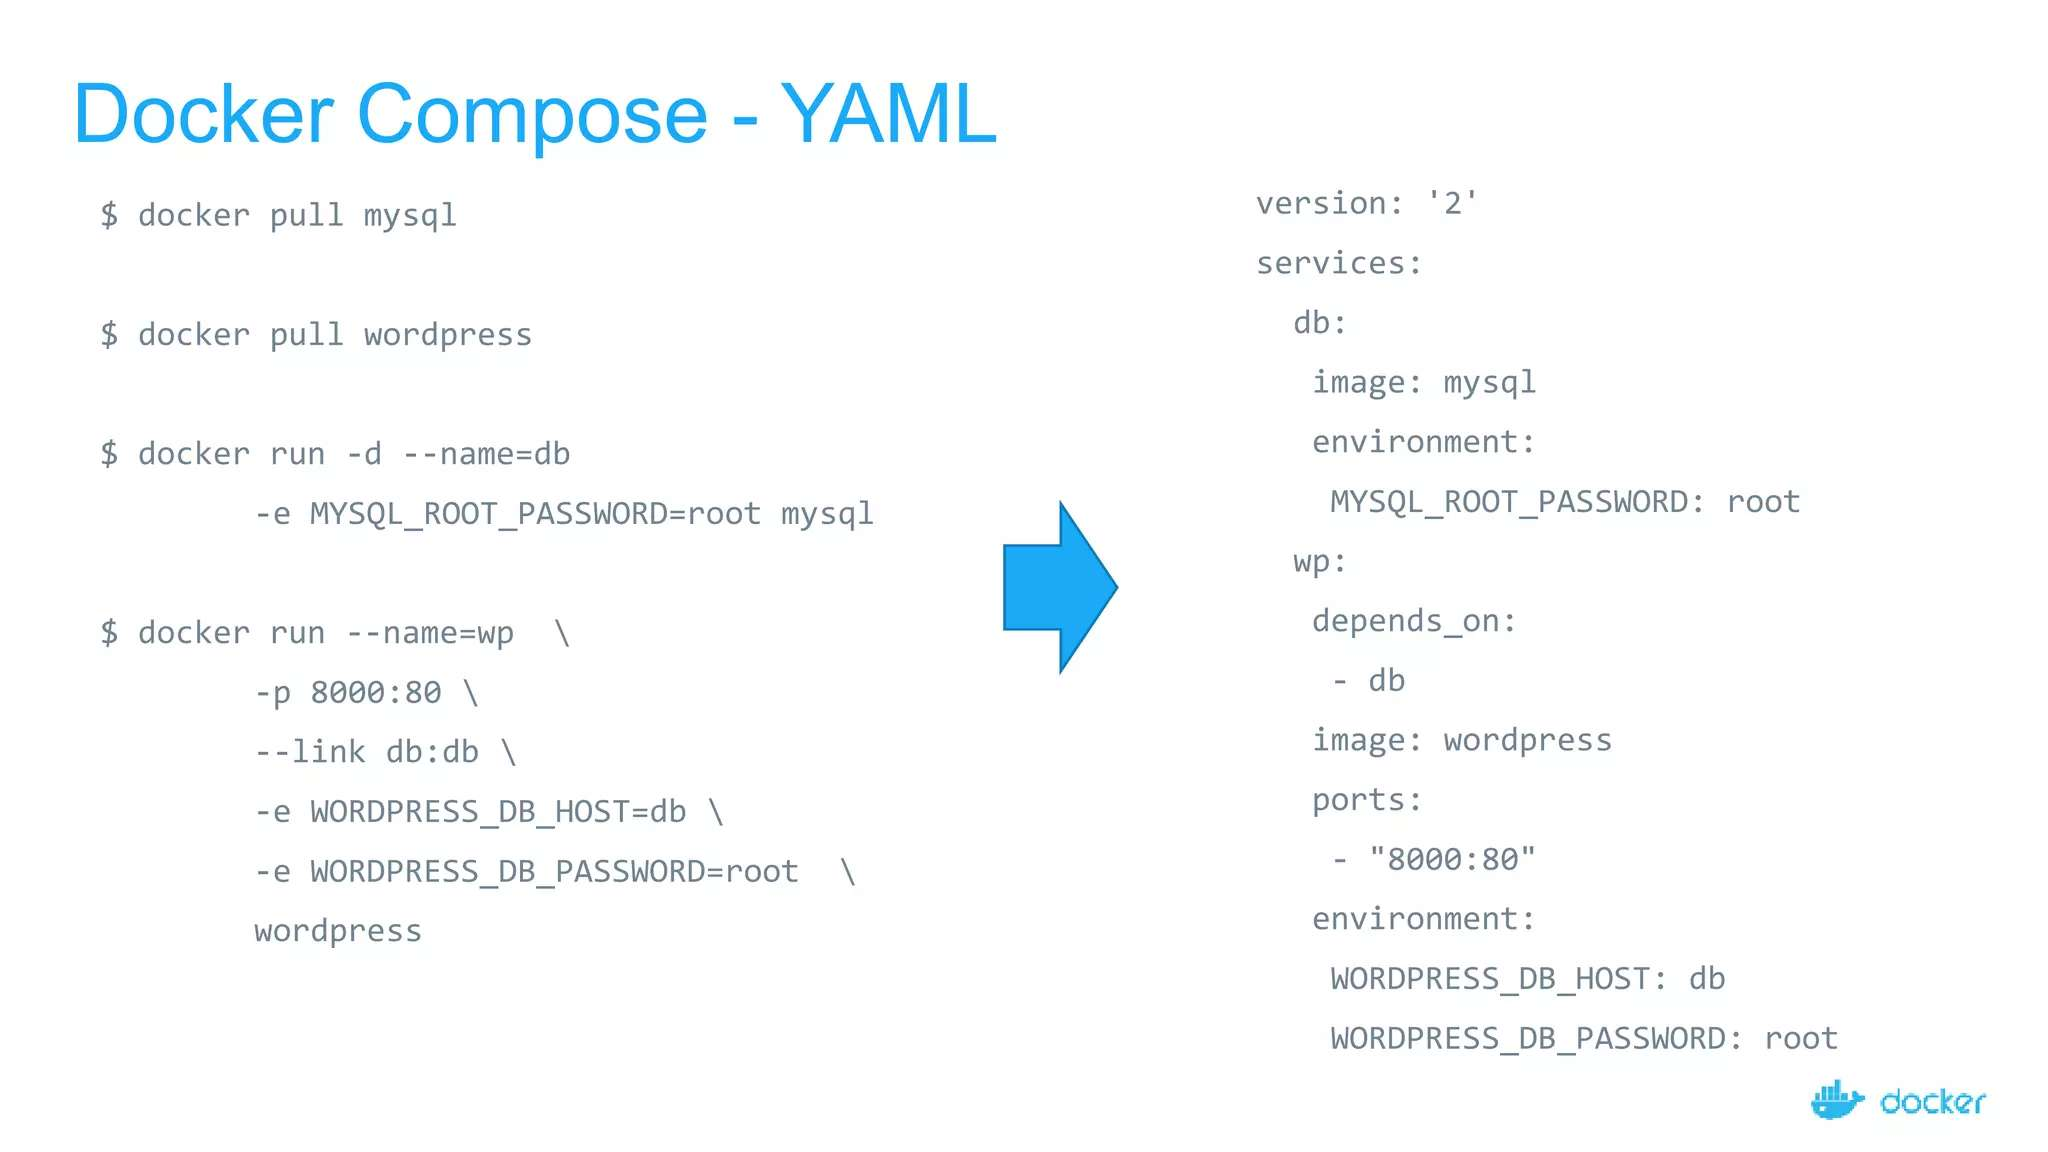 Docker Compose - YAML
$ docker pull mysql
$ docker pull wordpress
$ docker run -d --name=db
-e MYSQL_ROOT_PASSWORD=root mysql
$ docker run --name=wp  \
-p 8000:80 \
--link db:db \
-e WORDPRESS_DB_HOST=db \
-e WORDPRESS_DB_PASSWORD=root  \
wordpress
version: '2'
services:
  db:
   image: mysql
   environment:
    MYSQL_ROOT_PASSWORD: root
  wp:
   depends_on:
    - db
   image: wordpress
   ports:
    - "8000:80"
   environment:
    WORDPRESS_DB_HOST: db
    WORDPRESS_DB_PASSWORD: root
docker